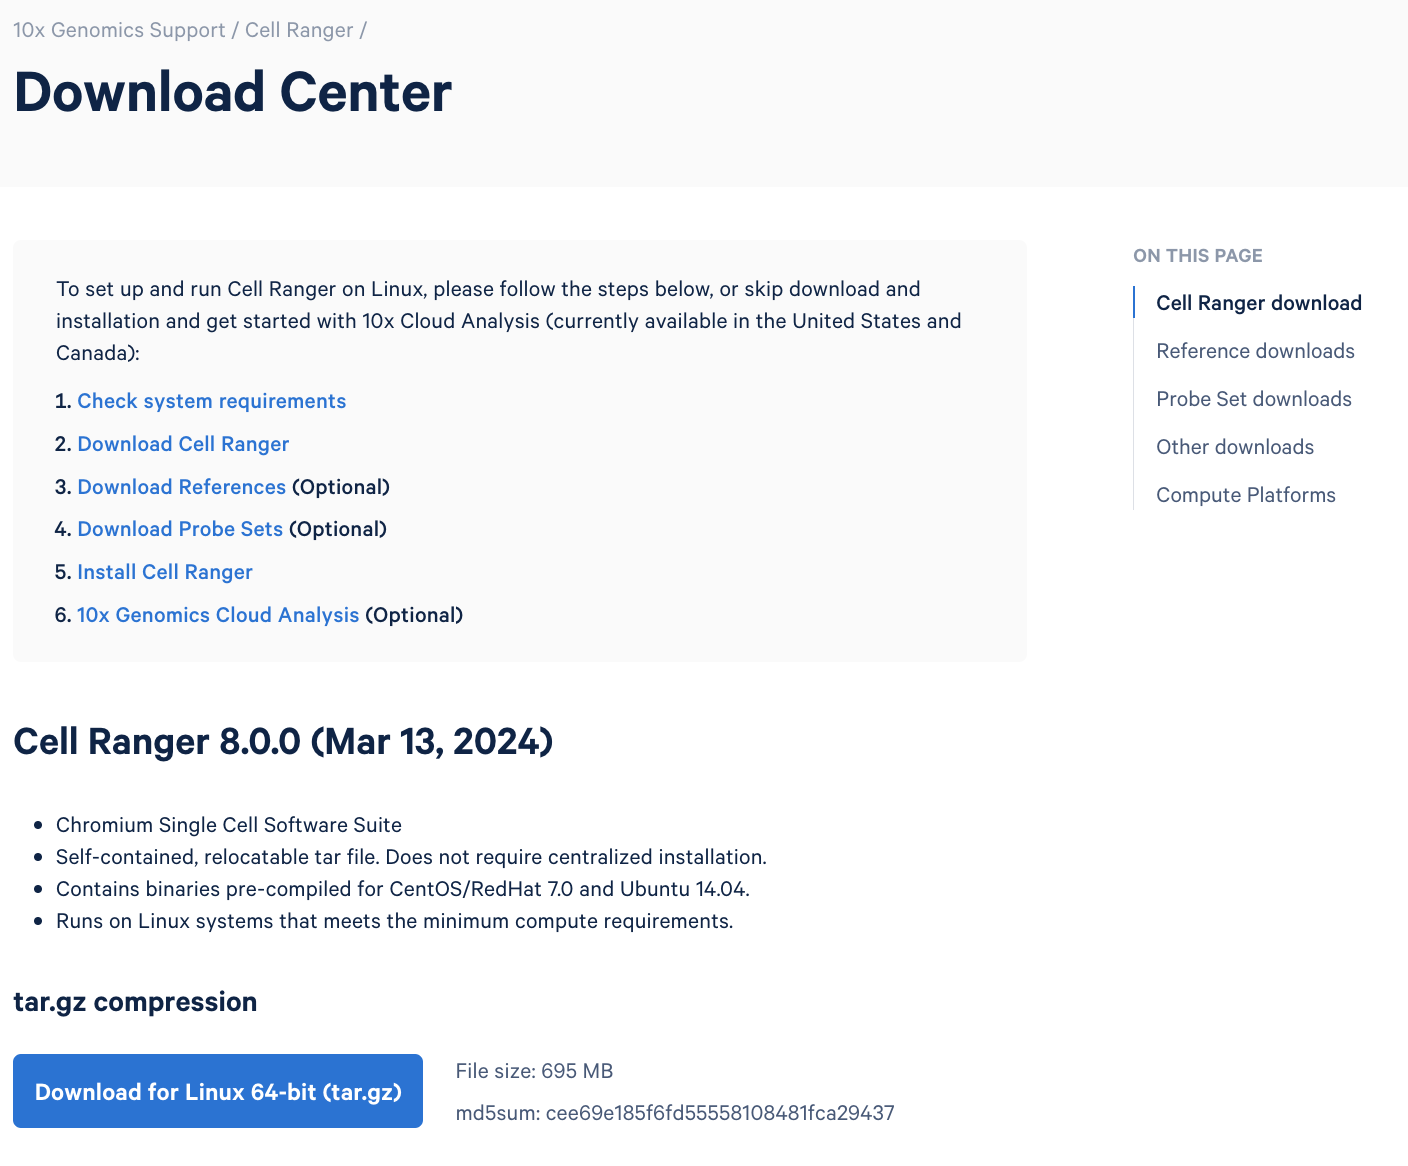 10x Genomics Support / Cell Ranger /
Download Center
To set up and run Cell Ranger on Linux, please follow the steps below, or skip download and
installation and get started with 10x Cloud Analysis (currently available in the United States and
Canada):
1. Check system requirements
2. Download Cell Ranger
3. Download References (Optional)
4. Download Probe Sets (Optional)
5. Install Cell Ranger
6. 10x Genomics Cloud Analysis (Optional)
ON THIS PAGE
Cell Ranger download
Reference downloads
Probe Set downloads
Other downloads
Compute Platforms
Cell Ranger 8.0.0 (Mar 13, 2024)
• Chromium Single Cell Software Suite
• Self-contained, relocatable tar file. Does not require centralized installation.
• Contains binaries pre-compiled for CentOS/RedHat 7.0 and Ubuntu 14.04.
• Runs on Linux systems that meets the minimum compute requirements.
tar.gz compression
Download for Linux 64-bit (tar.gz)
File size: 695 MB
md5sum: cee69e185f6fd55558108481fca29437